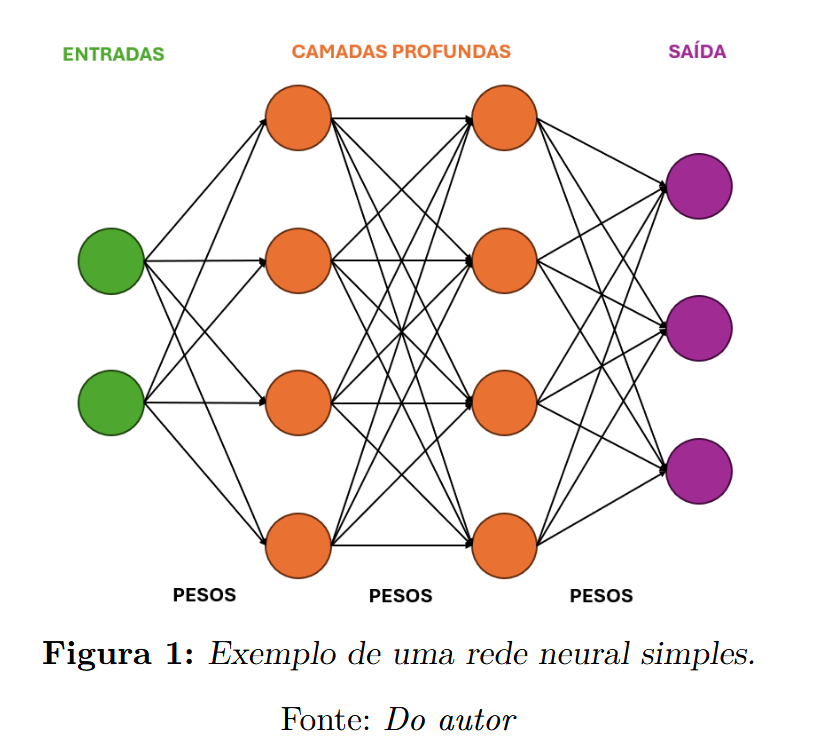 ENTRADAS
CAMADAS PROFUNDAS
SAÍDA
PESOS
PESOS
PESOS
Figura 1: Exemplo de uma rede neural simples.
Fonte: Do autor